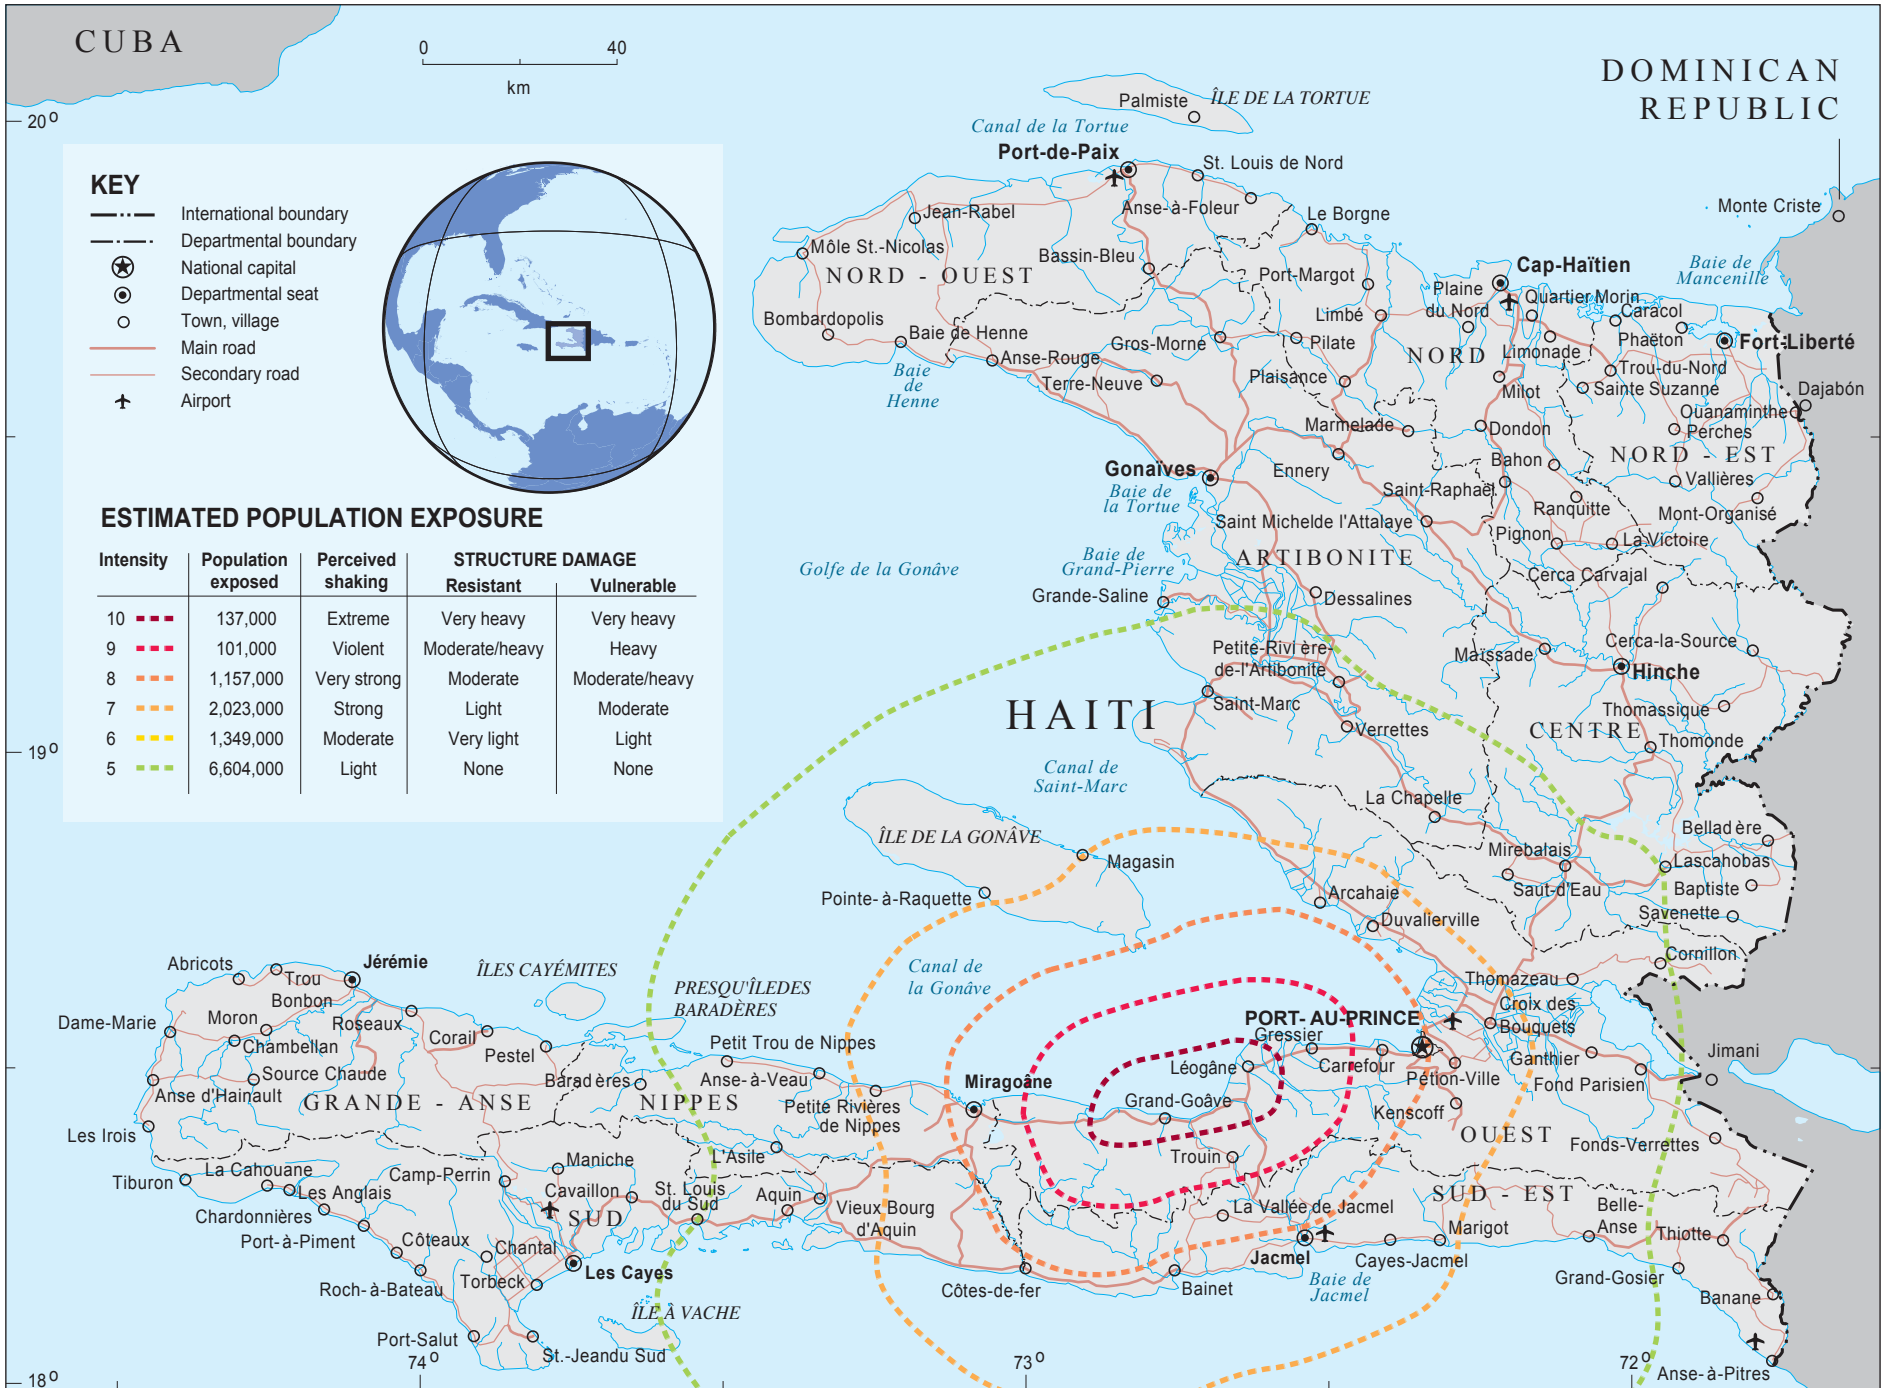 CUBA
0 40
km
DOMINICAN
REPUBLIC
20°
19°
18°
74°
73°
72°
KEY
International boundary
Departmental boundary
National capital
Departmental seat
Town, village
Main road
Secondary road
Airport
ESTIMATED POPULATION EXPOSURE
Intensity Population exposed Perceived shaking STRUCTURE DAMAGE
Resistant Vulnerable
10 137,000 Extreme Very heavy Very heavy
9 101,000 Violent Moderate/heavy Heavy
8 1,157,000 Very strong Moderate Moderate/heavy
7 2,023,000 Strong Light Moderate
6 1,349,000 Moderate Very light Light
5 6,604,000 Light None None
Palmiste
ÎLE DE LA TORTUE
Canal de la Tortue
Port-de-Paix
St. Louis de Nord
Jean-Rabel
Anse-à-Foleur
Le Borgne
Monte Criste
Môle St.-Nicolas
NORD - OUEST
Bassin-Bleu
Port-Margot
Cap-Haïtien
Baie de
Mancenille
Plaine
du Nord
Quartier Morin
Caracol
Bombardopolis
Baie de Henne
Limbé
Phaëton
Fort-Liberté
Gros-Morne
Pilate
NORD
Limonade
Anse-Rouge
Trou-du-Nord
Baie
de
Henne
Terre-Neuve
Plaisance
Milot
Sainte Suzanne
Dajabón
Ouanaminthe
Marmelade
Dondon
Perches
Gonaïves
Ennery
Bahon
NORD - EST
Baie de
la Tortue
Saint-Raphaël
Vallières
Ranquitte
Mont-Organisé
Saint Michelde l'Attalaye
Pignon
La Victoire
Baie de
Grand-Pierre
ARTIBONITE
Golfe de la Gonâve
Cerca Carvajal
Grande-Saline
Dessalines
Petite-Rivi ère-
de-l'Artibonite
Maïssade
Cerca-la-Source
Hinche
HAITI
Saint-Marc
Thomassique
Verrettes
CENTRE
Thomonde
Canal de
Saint-Marc
La Chapelle
ÎLE DE LA GONÂVE
Bellad ère
Magasin
Mirebalais
Lascahobas
Pointe-à-Raquette
Arcahaie
Saut-d'Eau
Baptiste
Duvalierville
Savenette
Abricots
Trou
Bonbon
Jérémie
ÎLES CAYÉMITES
Canal de
la Gonâve
Cornillon
Thomazeau
PRESQU'ÎLEDES
BARADÈRES
Croix des
Bouquets
Dame-Marie
Moron
Roseaux
Chambellan
Corail
Pestel
Petit Trou de Nippes
PORT- AU-PRINCE
Gressier
Ganthier
Jimani
Source Chaude
Barad ères
Anse-à-Veau
Miragoâne
Léogâne
Carrefour
Pétion-Ville
Fond Parisien
Anse d'Hainault
GRANDE - ANSE
NIPPES
Petite Rivières
de Nippes
Grand-Goâve
Kenscoff
Les Irois
OUEST
Fonds-Verrettes
L'Asile
Trouin
La Cahouane
Camp-Perrin
Maniche
Tiburon
Les Anglais
Cavaillon
St. Louis
du Sud
Aquin
Vieux Bourg
d'Aquin
SUD - EST
Belle-
Anse
Chardonnières
SUD
La Vallée de Jacmel
Marigot
Thiotte
Port-à-Piment
Côteaux
Chantal
Jacmel
Cayes-Jacmel
Roch-à-Bateau
Torbeck
Les Cayes
Côtes-de-fer
Bainet
Baie de
Jacmel
Grand-Gosier
ÎLE À VACHE
Banane
Port-Salut
St.-Jeandu Sud
Anse-à-Pitres